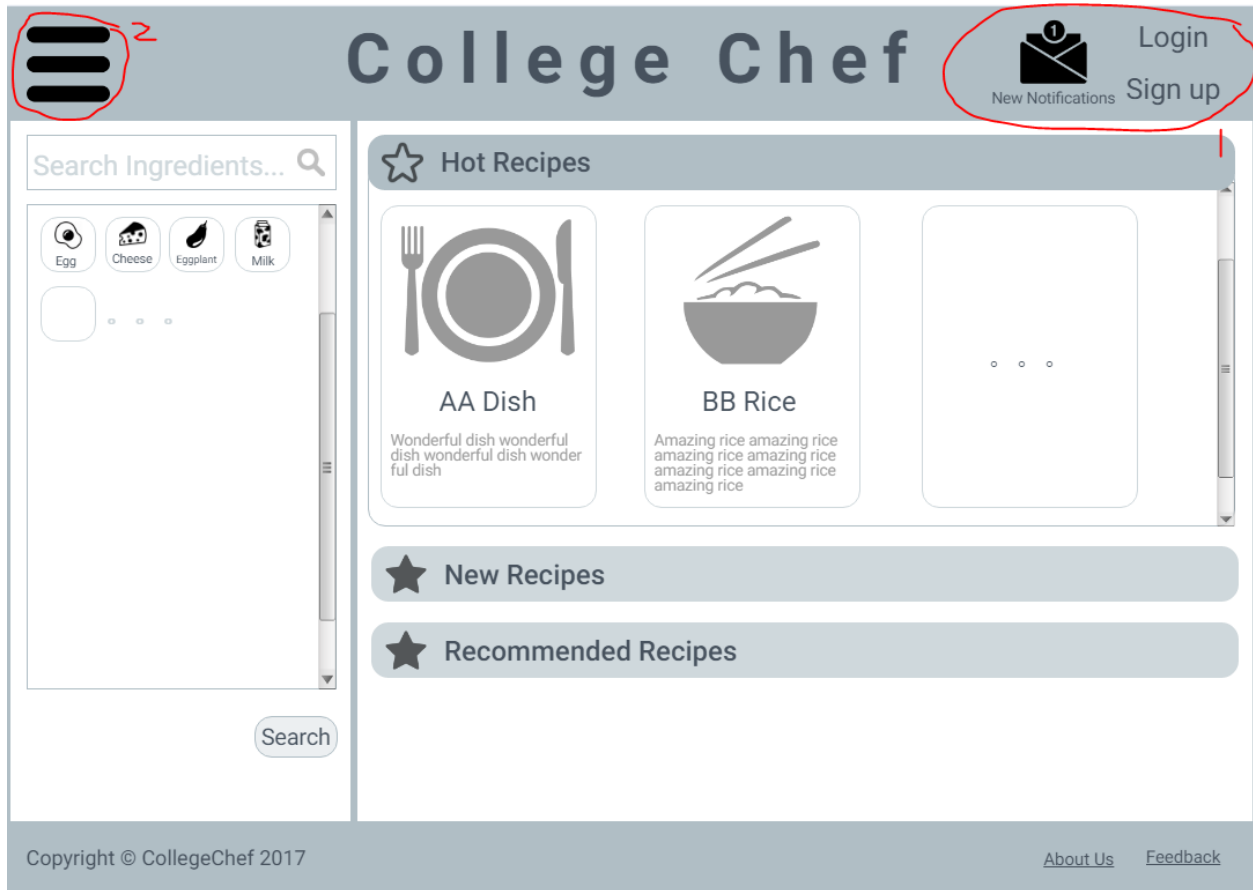 2
College Chef
1
Login
New Notifications
Sign up
1
Search Ingredients...
Egg
Cheese
Eggplant
Milk
Search
Hot Recipes
AA Dish
Wonderful dish wonderful
dish wonderful dish wonder
ful dish
BB Rice
Amazing rice amazing rice
amazing rice amazing rice
amazing rice amazing rice
amazing rice
New Recipes
Recommended Recipes
Copyright © CollegeChef 2017
About Us
Feedback